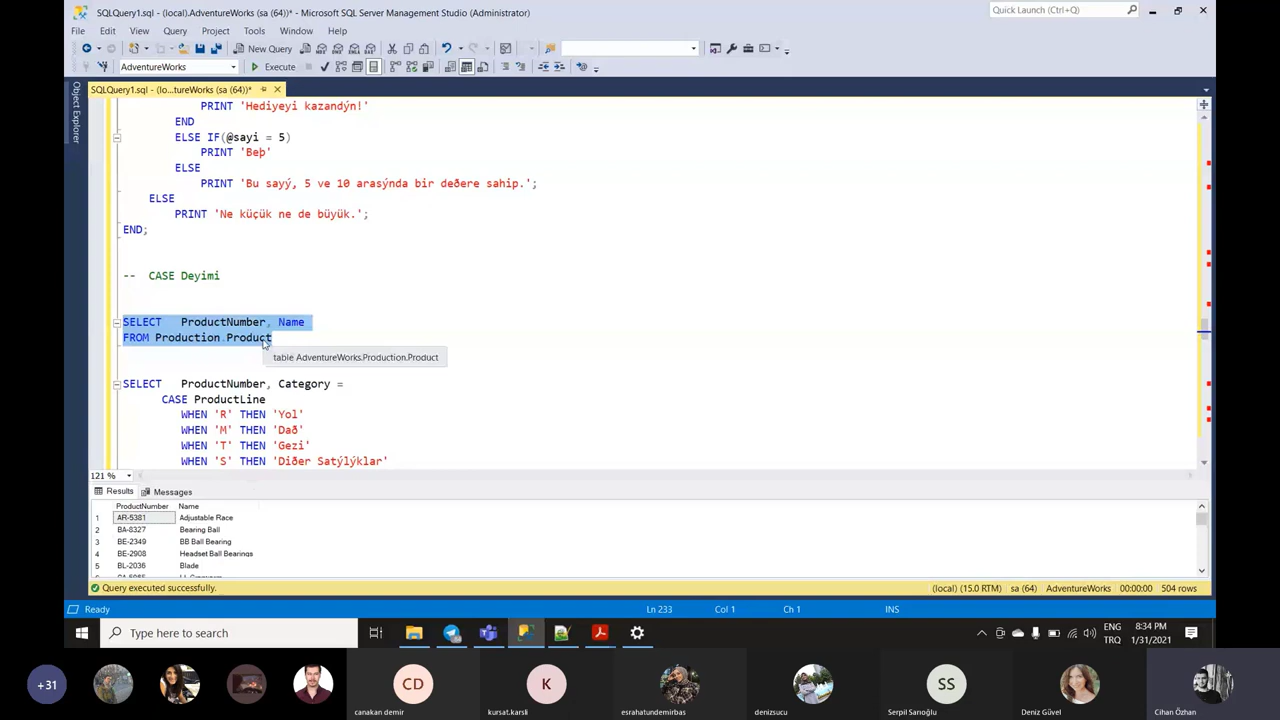 SQLQuery1.sql - (local).AdventureWorks (sa (64))* - Microsoft SQL Server Management Studio (Administrator)
Quick Launch (Ctrl+Q)
File Edit View Query Project Tools Window Help
New Query
AdventureWorks Execute
SQLQuery1.sql - (lo...tureWorks (sa (64))*
Object Explorer
PRINT 'Hediyeyi kazandýn!'
END
ELSE IF(@sayi = 5)
PRINT 'Beþ'
ELSE
PRINT 'Bu sayý, 5 ve 10 arasýnda bir deðere sahip.';
ELSE
PRINT 'Ne küçük ne de büyük.';
END;
-- CASE Deyimi
SELECT ProductNumber, Name
FROM Production.Product
table AdventureWorks.Production.Product
SELECT ProductNumber, Category =
CASE ProductLine
WHEN 'R' THEN 'Yol'
WHEN 'M' THEN 'Dað'
WHEN 'T' THEN 'Gezi'
WHEN 'S' THEN 'Diðer Satýlýklar'
121 %
Results Messages
ProductNumber Name
1 AR-5381 Adjustable Race
2 BA-8327 Bearing Ball
3 BE-2349 BB Ball Bearing
4 BE-2908 Headset Ball Bearings
5 BL-2036 Blade
Query executed successfully. (local) (15.0 RTM) sa (64) AdventureWorks 00:00:00 504 rows
Ready Ln 233 Col 1 Ch 1 INS
Type here to search
ENG 8:34 PM
TRQ 1/31/2021
+31 CD K SS
canakan demir kursat.karsli esrahatundemirbas denizsucu Serpil Sarıoğlu Deniz Güvel Cihan Özhan